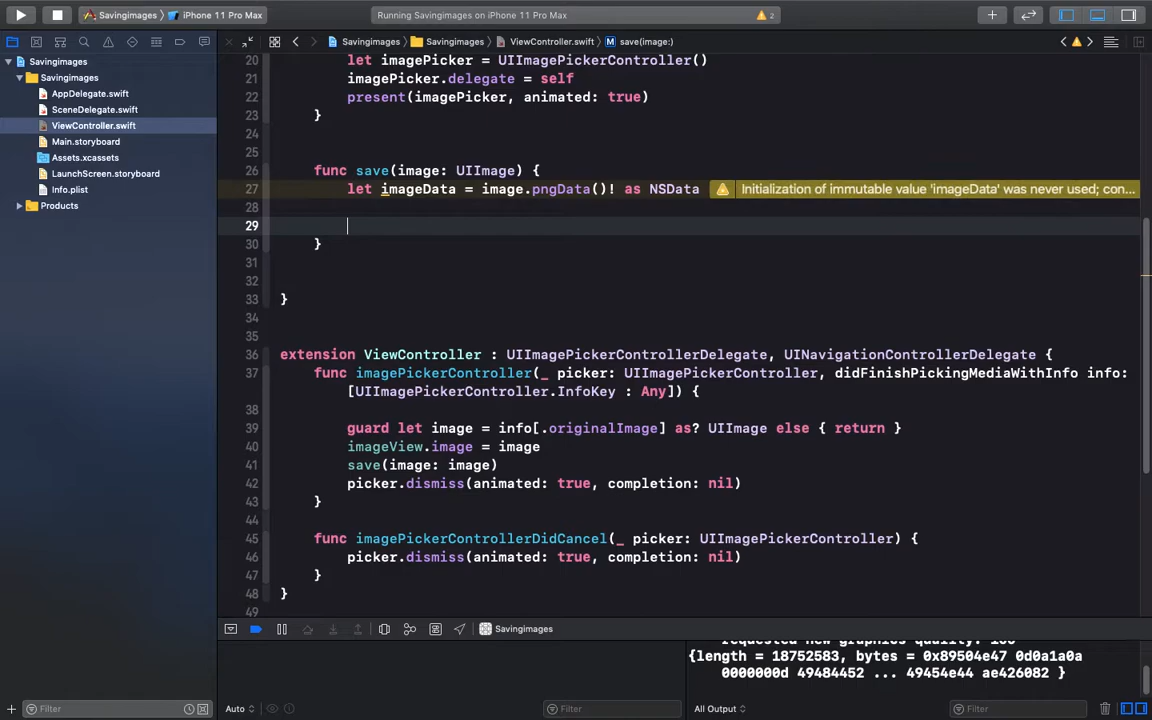 Savingimages
iPhone 11 Pro Max
Running Savingimages on iPhone 11 Pro Max
2
Savingimages
Savingimages
ViewController.swift
M
save(image:)
Savingimages
Savingimages
AppDelegate.swift
SceneDelegate.swift
ViewController.swift
Main.storyboard
Assets.xcassets
LaunchScreen.storyboard
Info.plist
Products
20 let imagePicker = UIImagePickerController()
21 imagePicker.delegate = self
22 present(imagePicker, animated: true)
23 }
24
25
26 func save(image: UIImage) {
27 let imageData = image.pngData()! as NSData
Initialization of immutable value 'imageData' was never used; con...
28
29
30 }
31
32
33 }
34
35
36 extension ViewController : UIImagePickerControllerDelegate, UINavigationControllerDelegate {
37 func imagePickerController(_ picker: UIImagePickerController, didFinishPickingMediaWithInfo info:
[UIImagePickerController.InfoKey : Any]) {
38
39 guard let image = info[.originalImage] as? UIImage else { return }
40 imageView.image = image
41 save(image: image)
42 picker.dismiss(animated: true, completion: nil)
43 }
44
45 func imagePickerControllerDidCancel(_ picker: UIImagePickerController) {
46 picker.dismiss(animated: true, completion: nil)
47 }
48 }
49
Savingimages
requested new graphics quality: 100
{length = 18752583, bytes = 0x89504e47 0d0a1a0a
0000000d 49484452 ... 49454e44 ae426082 }
Filter
Auto
Filter
All Output
Filter